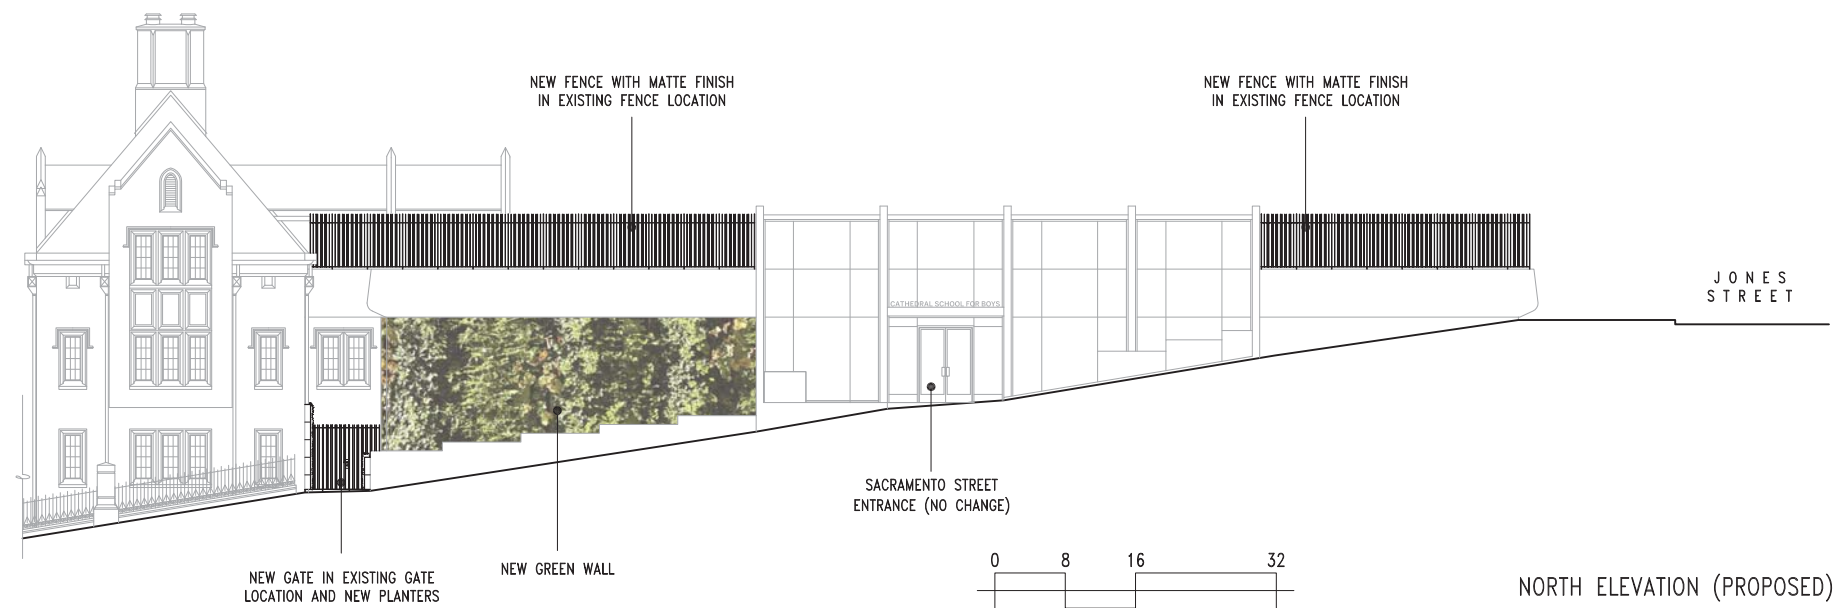 NEW FENCE WITH MATTE FINISH
IN EXISTING FENCE LOCATION
NEW FENCE WITH MATTE FINISH
IN EXISTING FENCE LOCATION
JONES
STREET
CATHEDRAL SCHOOL FOR BOYS
SACRAMENTO STREET
ENTRANCE (NO CHANGE)
NEW GREEN WALL
NEW GATE IN EXISTING GATE
LOCATION AND NEW PLANTERS
0 8 16 32
NORTH ELEVATION (PROPOSED)